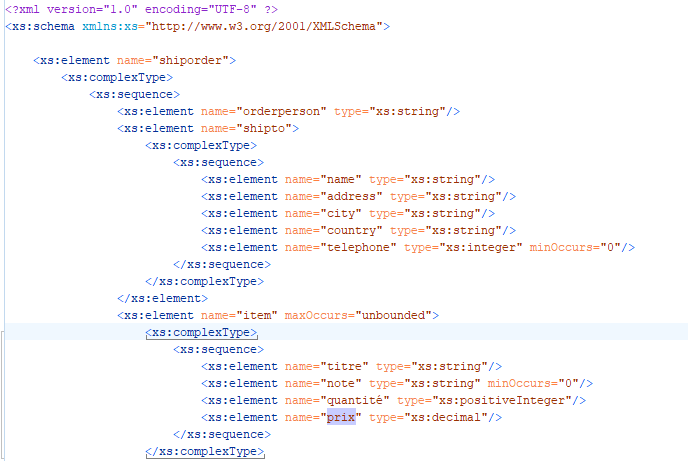 <?xml version="1.0" encoding="UTF-8" ?>
<xs:schema xmlns:xs="http://www.w3.org/2001/XMLSchema">
<xs:element name="shiporder">
<xs:complexType>
<xs:sequence>
<xs:element name="orderperson" type="xs:string"/>
<xs:element name="shipto">
<xs:complexType>
<xs:sequence>
<xs:element name="name" type="xs:string"/>
<xs:element name="address" type="xs:string"/>
<xs:element name="city" type="xs:string"/>
<xs:element name="country" type="xs:string"/>
<xs:element name="telephone" type="xs:integer" minOccurs="0"/>
</xs:sequence>
</xs:complexType>
</xs:element>
<xs:element name="item" maxOccurs="unbounded">
<xs:complexType>
<xs:sequence>
<xs:element name="titre" type="xs:string"/>
<xs:element name="note" type="xs:string" minOccurs="0"/>
<xs:element name="quantité" type="xs:positiveInteger"/>
<xs:element name="prix" type="xs:decimal"/>
</xs:sequence>
</xs:complexType>